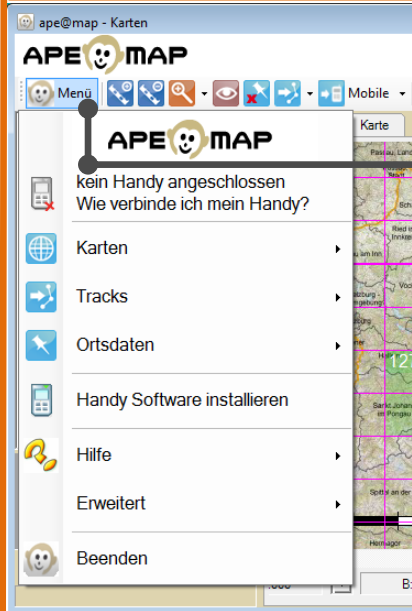 ape@map - Karten
APE MAP
Menü
Mobile
Karte
APE MAP
kein Handy angeschlossen
Wie verbinde ich mein Handy?
Karten
Tracks
Ortsdaten
Handy Software installieren
Hilfe
Erweitert
Beenden